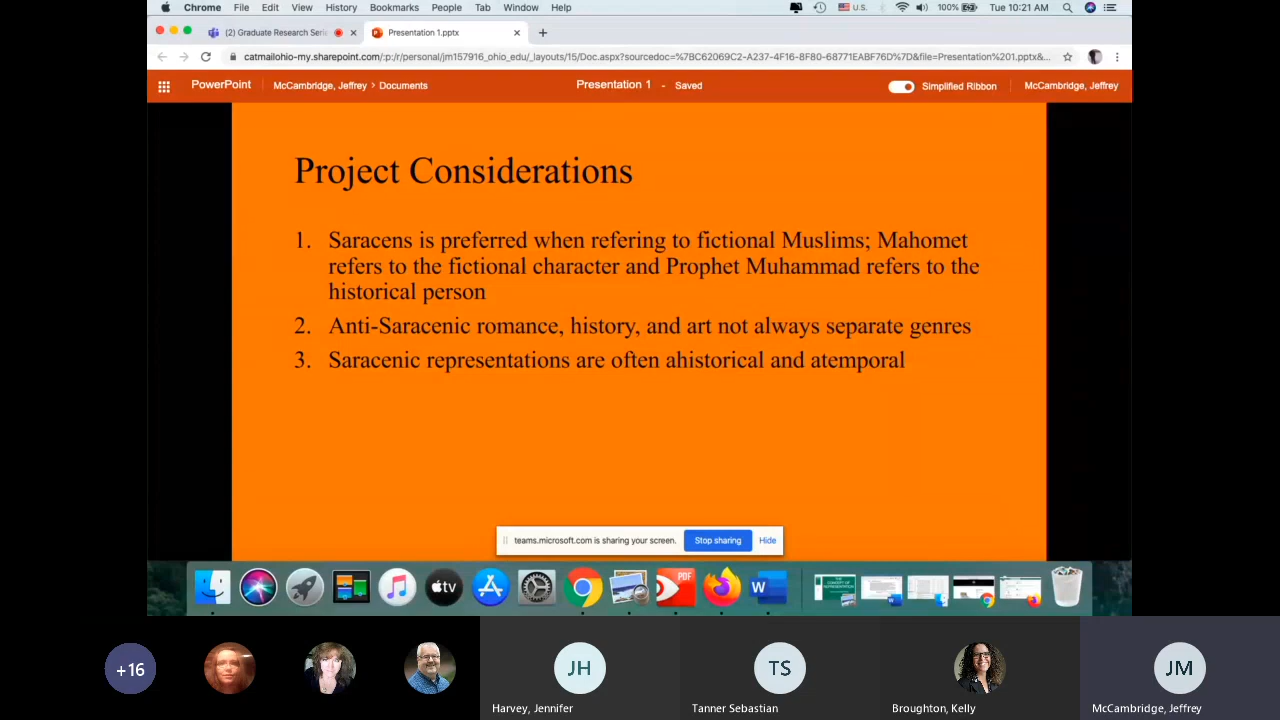 Chrome File Edit View History Bookmarks People Tab Window Help U.S. 100% Tue 10:21 AM
(2) Graduate Research Serie Presentation 1.pptx
catmailohio-my.sharepoint.com/:p:/r/personal/jm157916_ohio_edu/_layouts/15/Doc.aspx?sourcedoc=%7BC62069C2-A237-4F16-8F80-68771EABF76D%7D&file=Presentation%201.pptx&...
PowerPoint McCambridge, Jeffrey > Documents Presentation 1 - Saved Simplified Ribbon McCambridge, Jeffrey
Project Considerations
1. Saracens is preferred when refering to fictional Muslims; Mahomet
refers to the fictional character and Prophet Muhammad refers to the
historical person
2. Anti-Saracenic romance, history, and art not always separate genres
3. Saracenic representations are often ahistorical and atemporal
teams.microsoft.com is sharing your screen. Stop sharing Hide
tv PDF W
+16 JH TS JM
Harvey, Jennifer Tanner Sebastian Broughton, Kelly McCambridge, Jeffrey